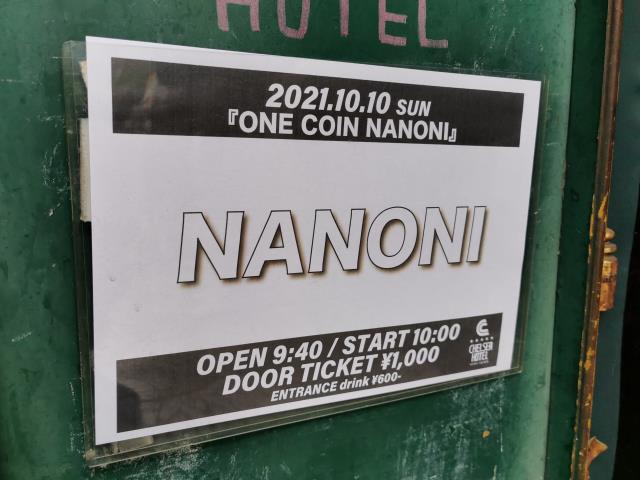 HOTEL
2021.10.10 SUN
『ONE COIN NANONI』
NANONI
OPEN 9:40 / START 10:00
DOOR TICKET ¥1,000
ENTRANCE drink ¥600-
CHELSEA
HOTEL